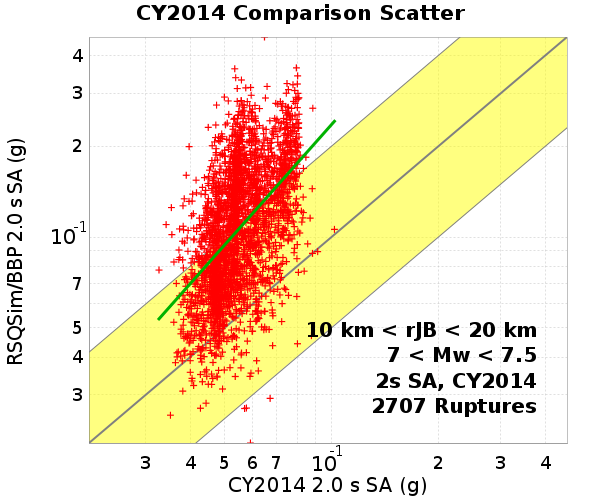 CY2014 Comparison Scatter
RSQSim/BBP 2.0 s SA (g)
4
3
2
10-1
7
5
4
3
10 km < rJB < 20 km
7 < Mw < 7.5
2s SA, CY2014
2707 Ruptures
3 4 5 6 7 10-1 2 3 4
CY2014 2.0 s SA (g)